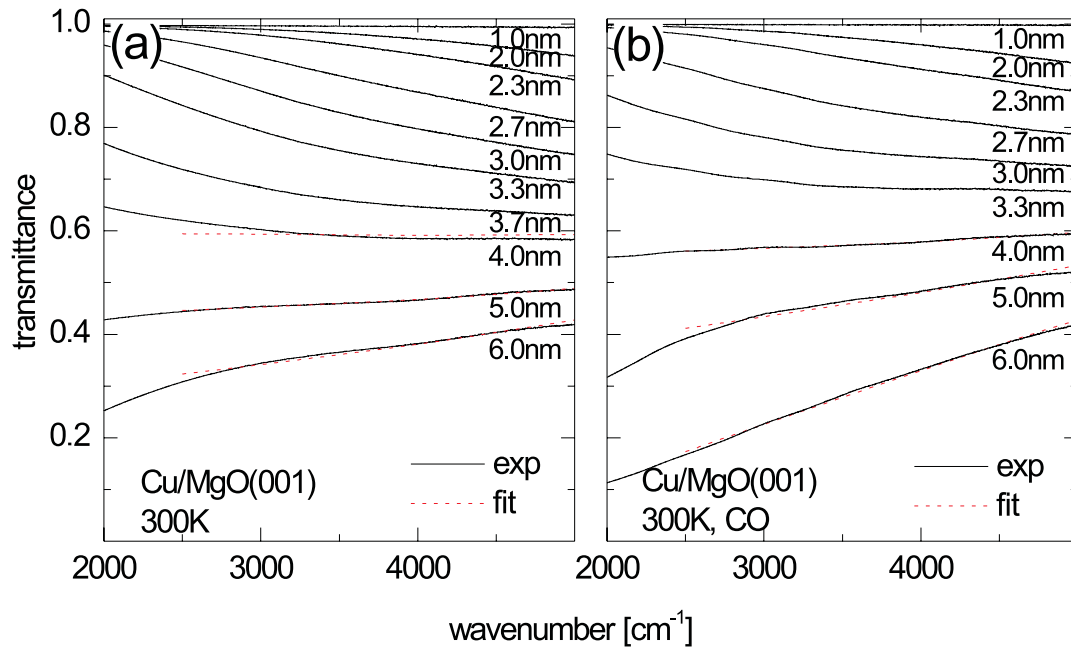 (a)
1.0nm
2.0nm
2.3nm
2.7nm
3.0nm
3.3nm
3.7nm
4.0nm
5.0nm
6.0nm
exp
fit
Cu/MgO(001)
300K
(b)
1.0nm
2.0nm
2.3nm
2.7nm
3.0nm
3.3nm
4.0nm
5.0nm
6.0nm
exp
fit
Cu/MgO(001)
300K, CO
1.0
0.8
0.6
0.4
0.2
transmittance
2000 3000 4000
2000 3000 4000
wavenumber [cm⁻¹]